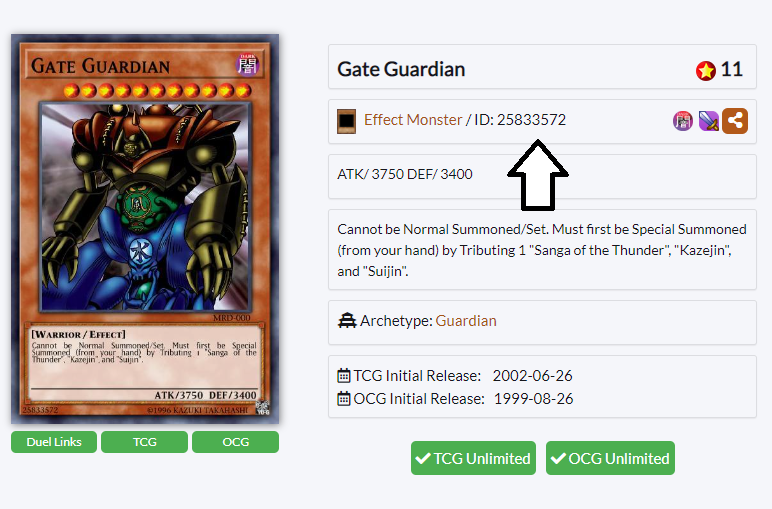 GATE GUARDIAN
DARK
闇
風
水
MRD-000
[WARRIOR / EFFECT]
Cannot be Normal Summoned/Set. Must first be Special
Summoned (from your hand) by Tributing 1 "Sanga of the
Thunder", "Kazejin", and "Suijin".
ATK/3750 DEF/3400
25833572
©1996 KAZUKI TAKAHASHI
Duel Links
TCG
OCG
Gate Guardian
11
Effect Monster / ID: 25833572
闇
ATK/ 3750 DEF/ 3400
Cannot be Normal Summoned/Set. Must first be Special Summoned
(from your hand) by Tributing 1 "Sanga of the Thunder", "Kazejin",
and "Suijin".
Archetype: Guardian
TCG Initial Release: 2002-06-26
OCG Initial Release: 1999-08-26
TCG Unlimited
OCG Unlimited